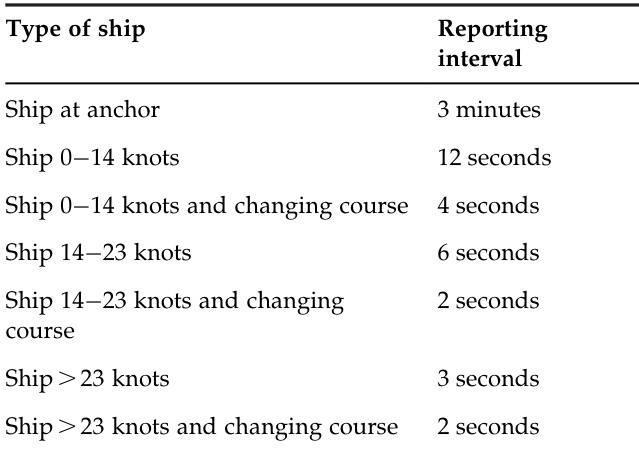 Type of ship Reporting
interval
Ship at anchor 3 minutes
Ship 0−14 knots 12 seconds
Ship 0−14 knots and changing course 4 seconds
Ship 14−23 knots 6 seconds
Ship 14−23 knots and changing 2 seconds
course
Ship > 23 knots 3 seconds
Ship > 23 knots and changing course 2 seconds